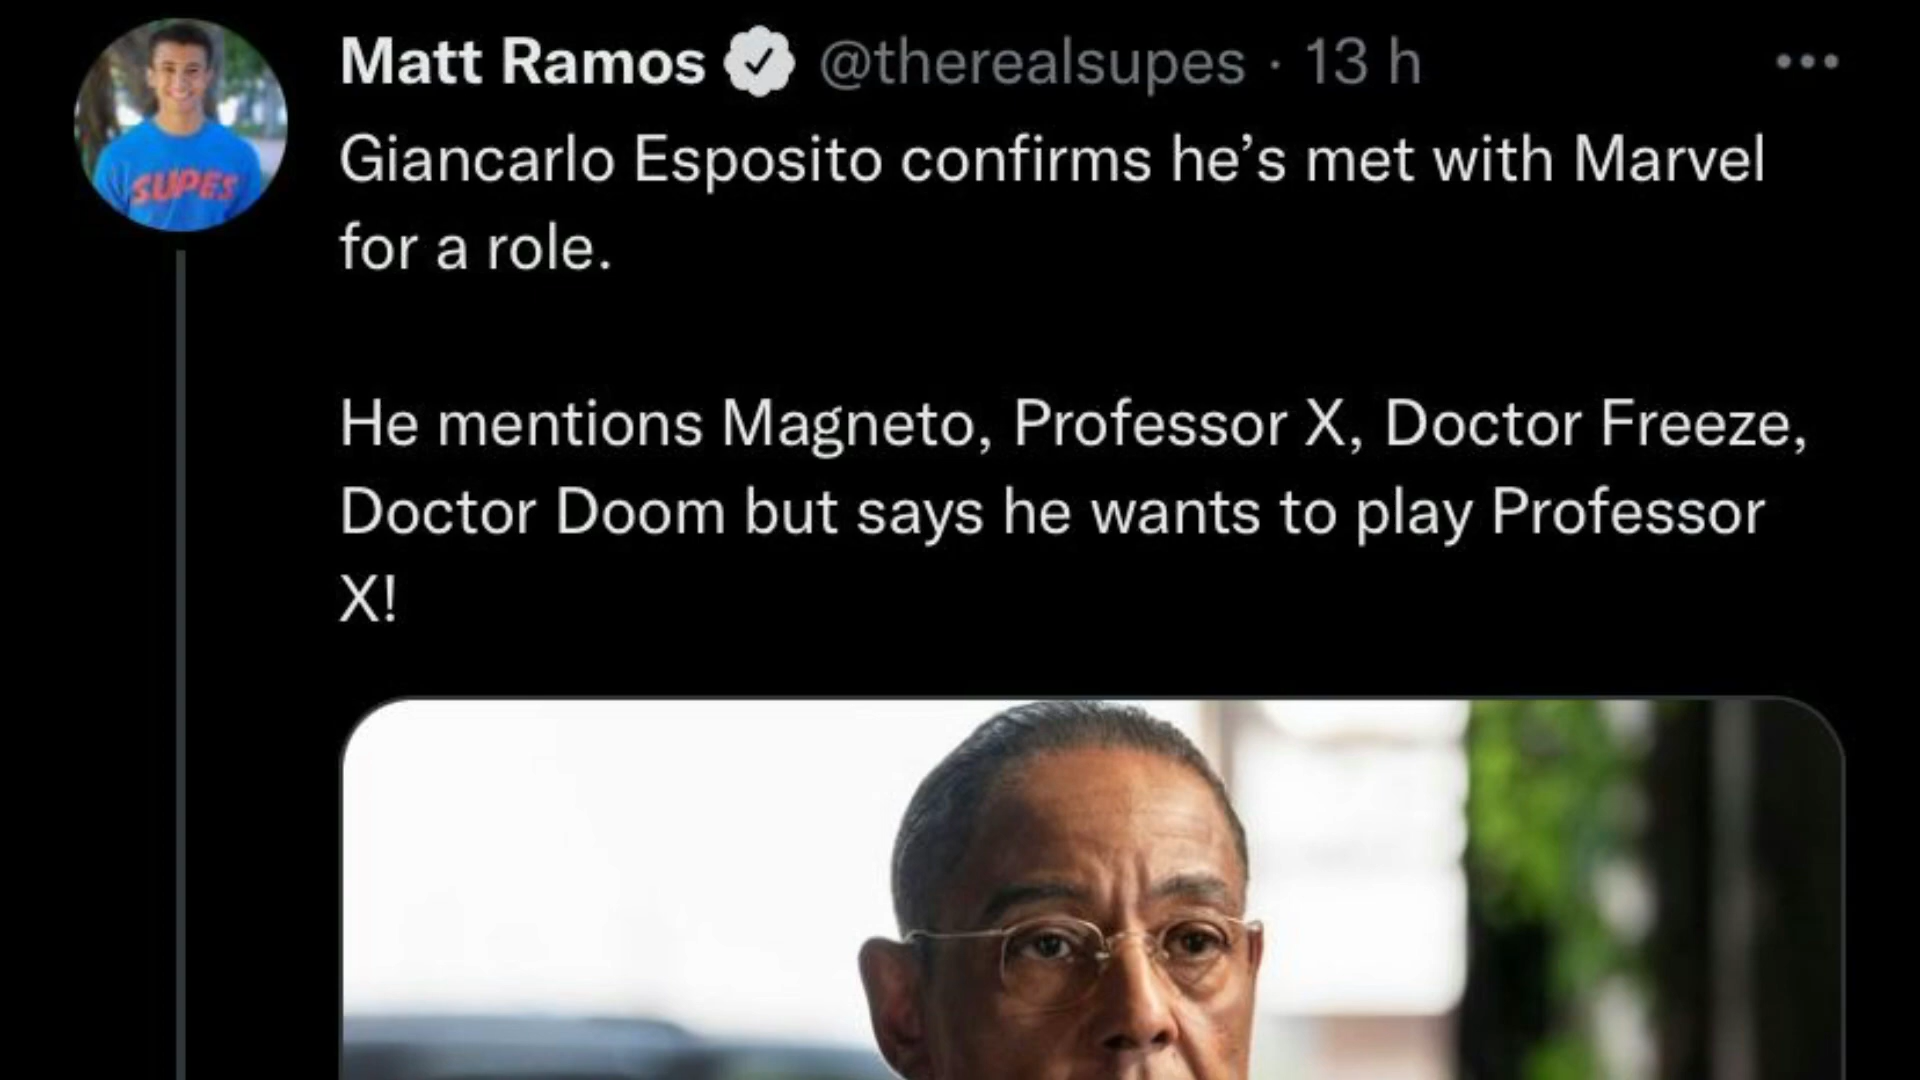 Matt Ramos @therealsupes · 13 h
Giancarlo Esposito confirms he’s met with Marvel
for a role.
He mentions Magneto, Professor X, Doctor Freeze,
Doctor Doom but says he wants to play Professor
X!
SUPES